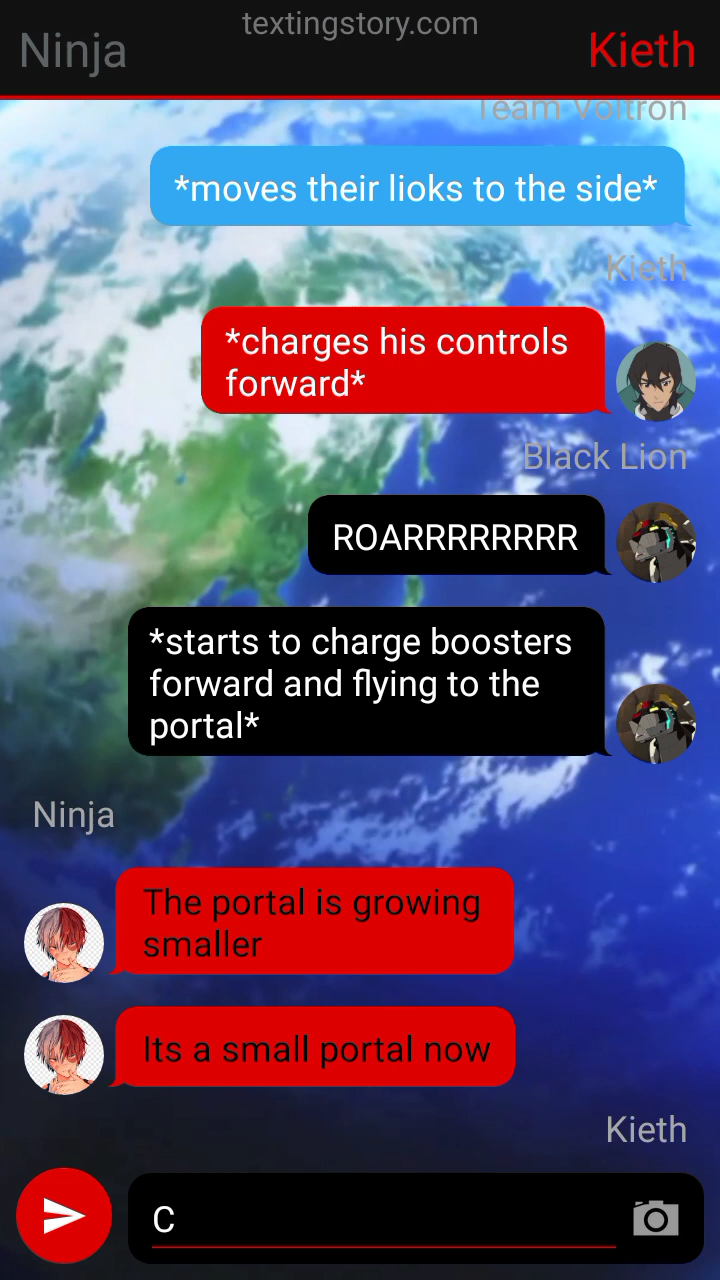 textingstory.com
Ninja
Kieth
Team Voltron
*moves their lioks to the side*
Kieth
*charges his controls
forward*
Black Lion
ROARRRRRRRR
*starts to charge boosters
forward and flying to the
portal*
Ninja
The portal is growing
smaller
Its a small portal now
Kieth
C